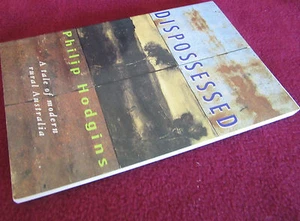 DISPOSSESSED
Philip Hodgins
A tale of modern
rural Australia